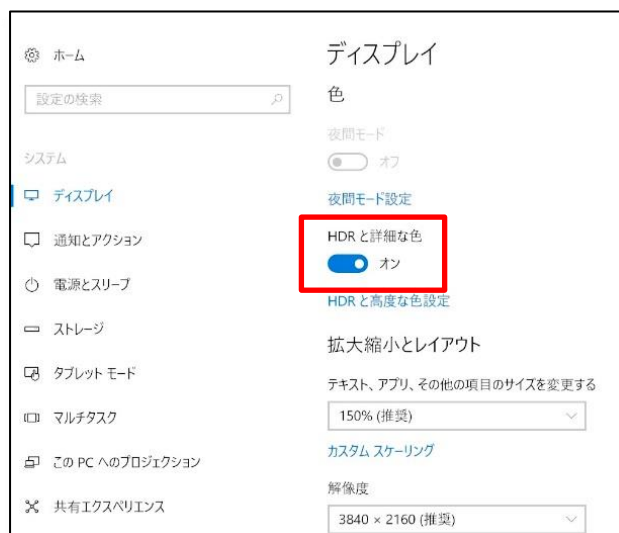 ホーム
設定の検索
システム
ディスプレイ
通知とアクション
電源とスリープ
ストレージ
タブレット モード
マルチタスク
この PC へのプロジェクション
共有エクスペリエンス
ディスプレイ
色
夜間モード
オフ
夜間モード設定
HDR と詳細な色
オン
HDR と高度な色設定
拡大縮小とレイアウト
テキスト、アプリ、その他の項目のサイズを変更する
150% (推奨)
カスタム スケーリング
解像度
3840 × 2160 (推奨)